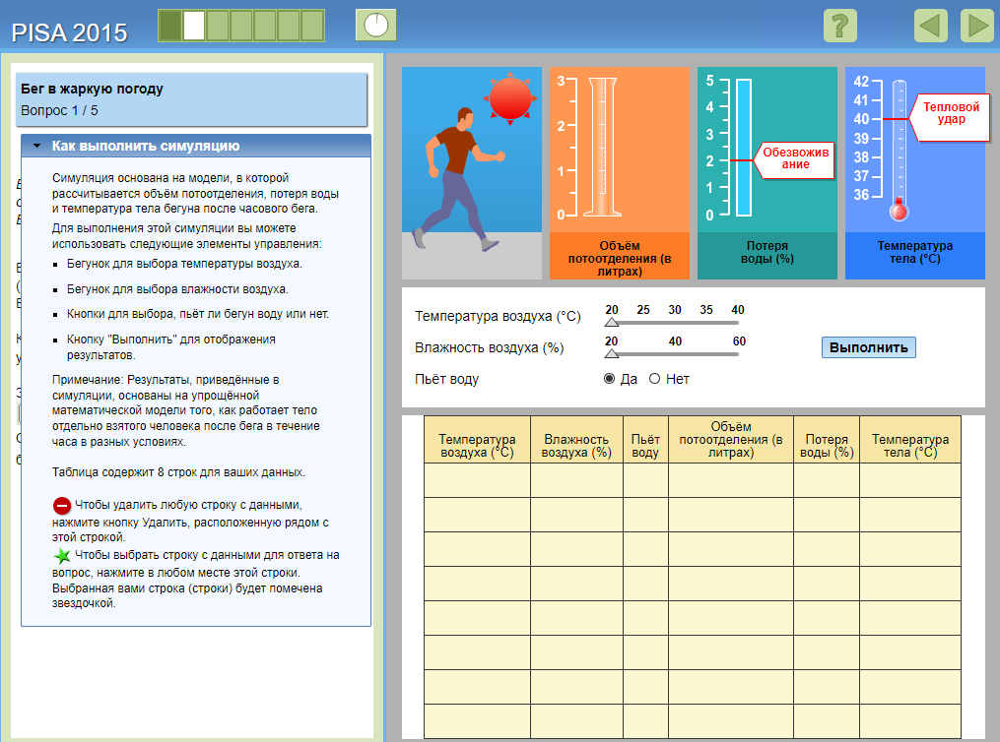 PISA 2015
?
Бег в жаркую погоду
Вопрос 1 / 5
Как выполнить симуляцию
Симуляция основана на модели, в которой
рассчитывается объём потоотделения, потеря воды
и температура тела бегуна после часового бега.
Для выполнения этой симуляции вы можете
использовать следующие элементы управления:
Бегунок для выбора температуры воздуха.
Бегунок для выбора влажности воздуха.
Кнопки для выбора, пьёт ли бегун воду или нет.
Кнопку "Выполнить" для отображения
результатов.
Примечание: Результаты, приведённые в
симуляции, основаны на упрощённой
математической модели того, как работает тело
отдельно взятого человека после бега в течение
часа в разных условиях.
Таблица содержит 8 строк для ваших данных.
Чтобы удалить любую строку с данными,
нажмите кнопку Удалить, расположенную рядом с
этой строкой.
Чтобы выбрать строку с данными для ответа на
вопрос, нажмите в любом месте этой строки.
Выбранная вами строка (строки) будет помечена
звездочкой.
3
2
1
0
Объём
потоотделения (в
литрах)
5
4
3
2
1
0
Обезвожив
ание
Потеря
воды (%)
42
41
40
39
38
37
36
Тепловой
удар
Температура
тела (°C)
Температура воздуха (°C) 20 25 30 35 40
Влажность воздуха (%) 20 40 60
Пьёт воду Да Нет
Выполнить
Температура
воздуха (°C)
Влажность
воздуха (%)
Пьёт
воду
Объём
потоотделения (в
литрах)
Потеря
воды (%)
Температура
тела (°C)